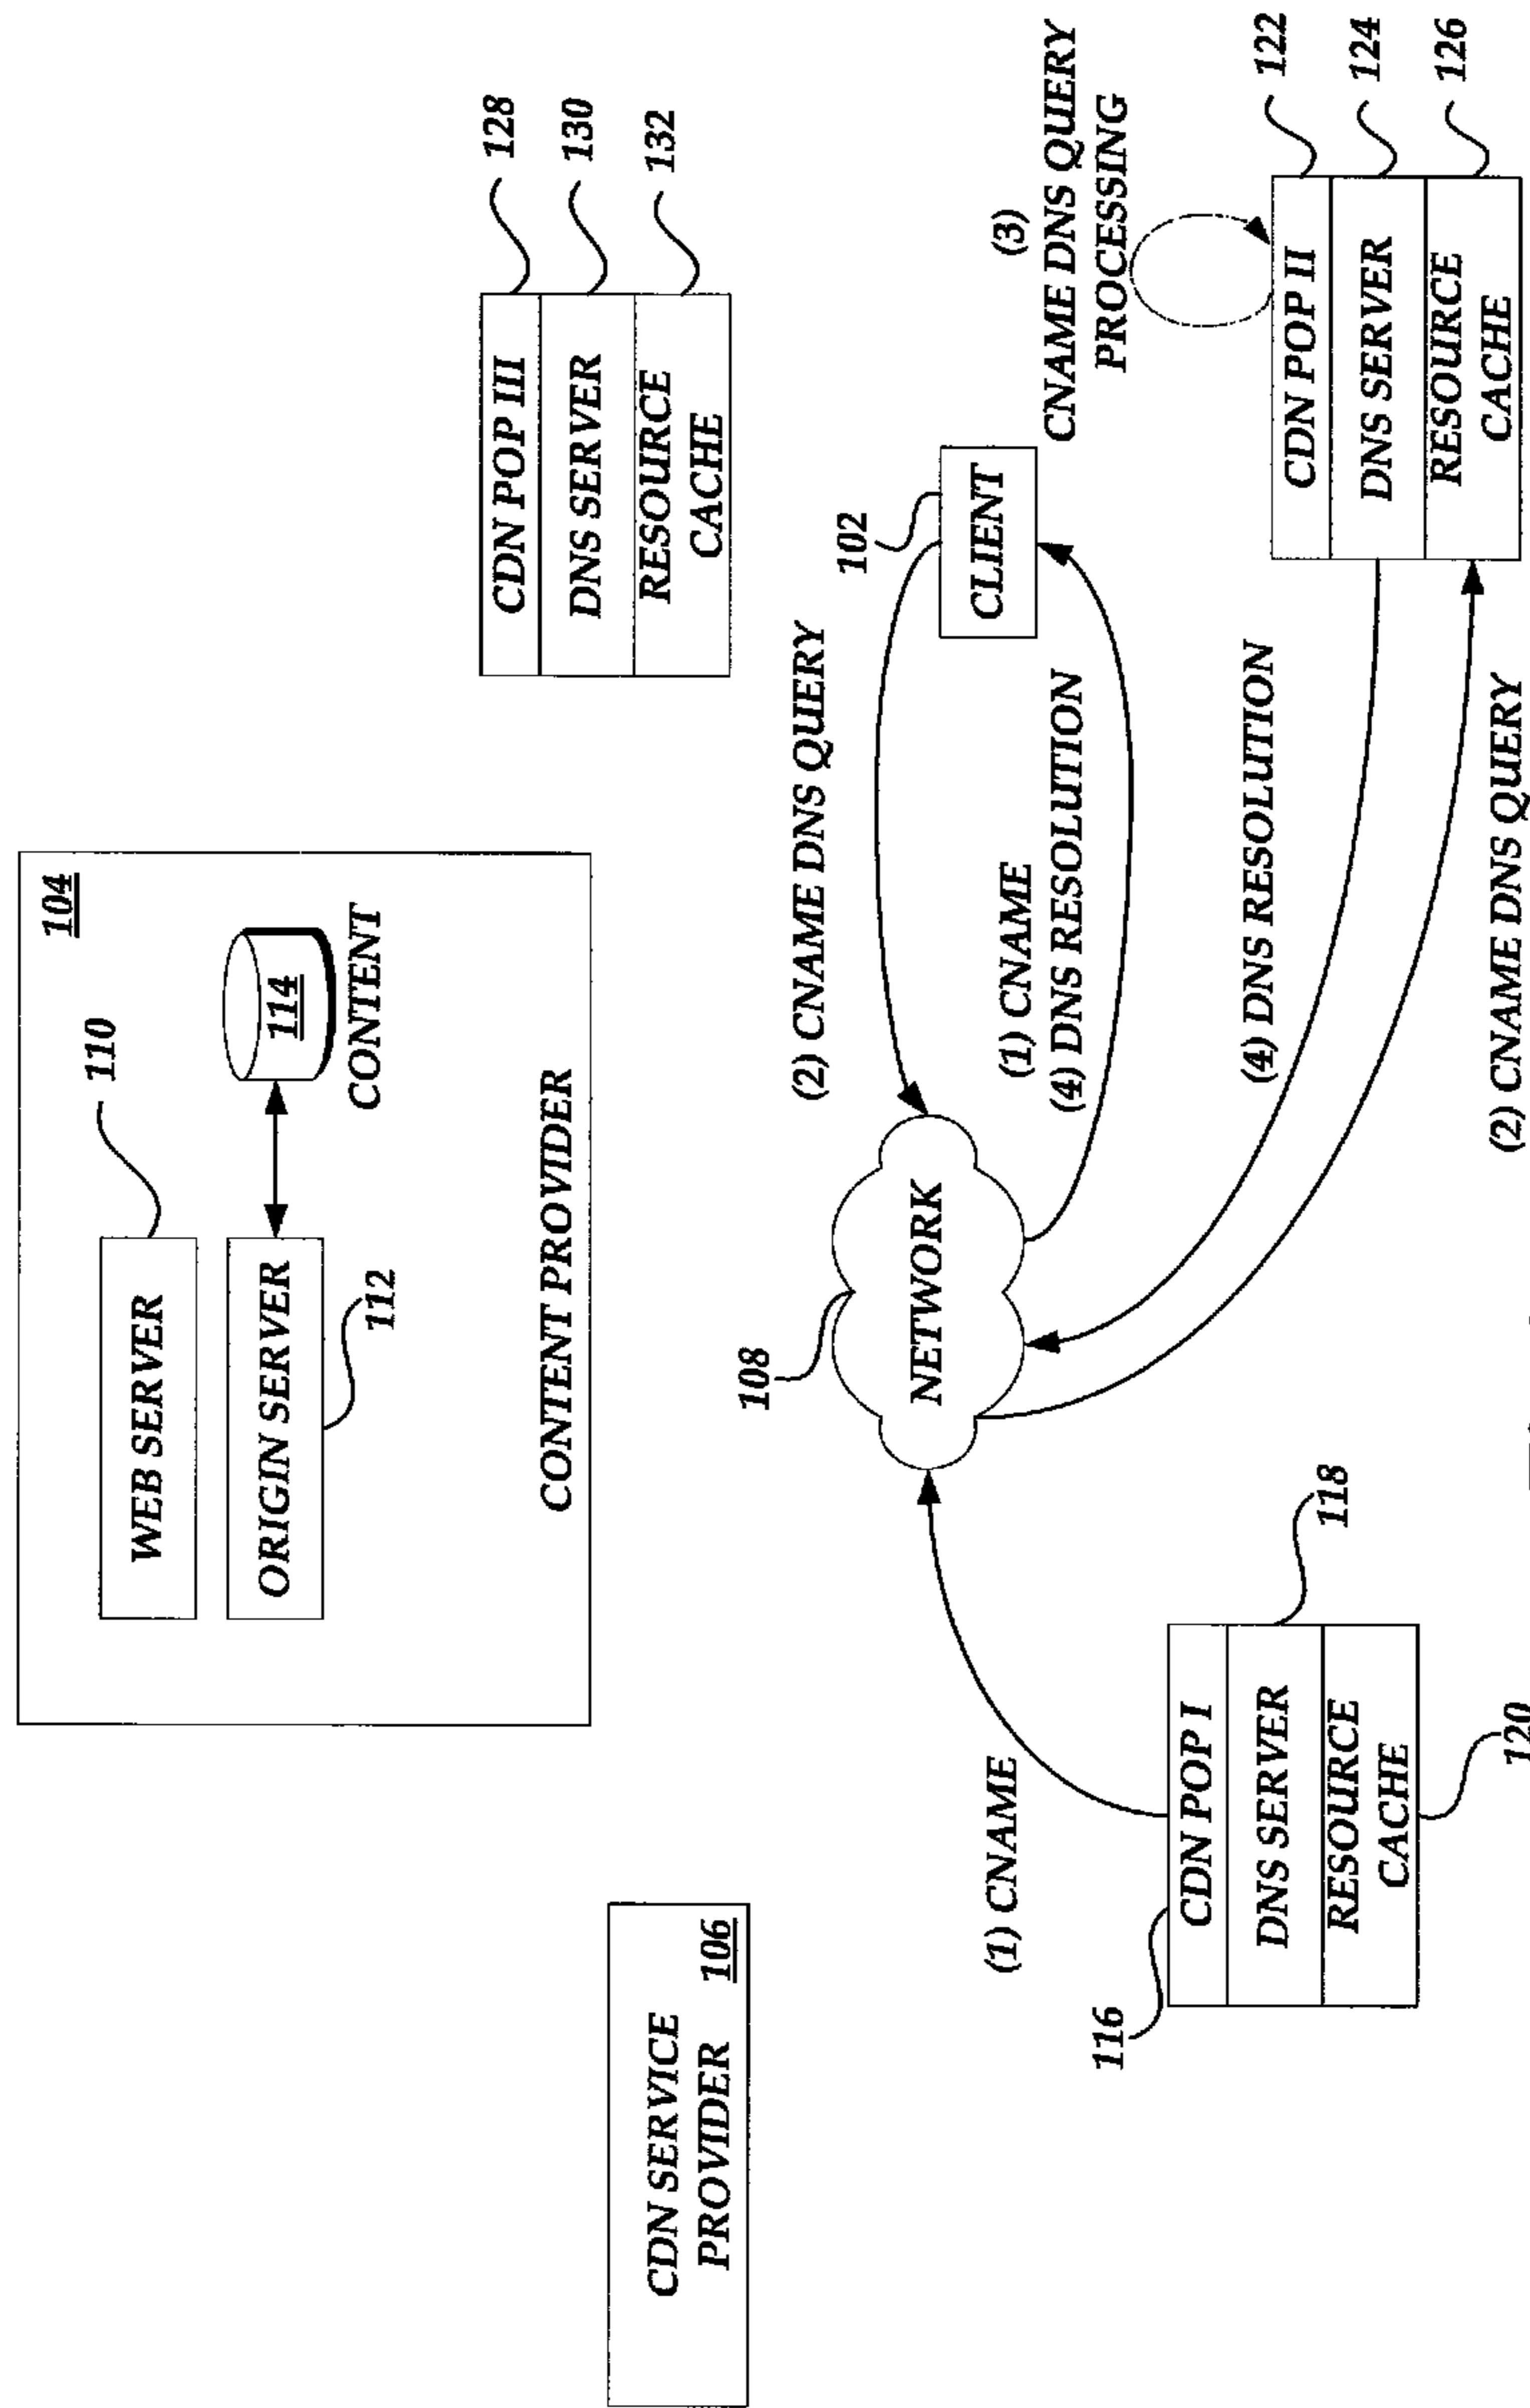 104
WEB SERVER
110
ORIGIN SERVER
112
114
CONTENT
CONTENT PROVIDER
CDN SERVICE
PROVIDER
106
CDN POP III
128
DNS SERVER
130
RESOURCE
CACHE
132
108
NETWORK
(2) CNAME DNS QUERY
102
CLIENT
(1) CNAME
(4) DNS RESOLUTION
(1) CNAME
116
CDN POP I
DNS SERVER
118
RESOURCE
CACHE
120
(3)
CNAME DNS QUERY
PROCESSING
CDN POP II
122
DNS SERVER
124
RESOURCE
CACHE
126
(4) DNS RESOLUTION
(2) CNAME DNS QUERY